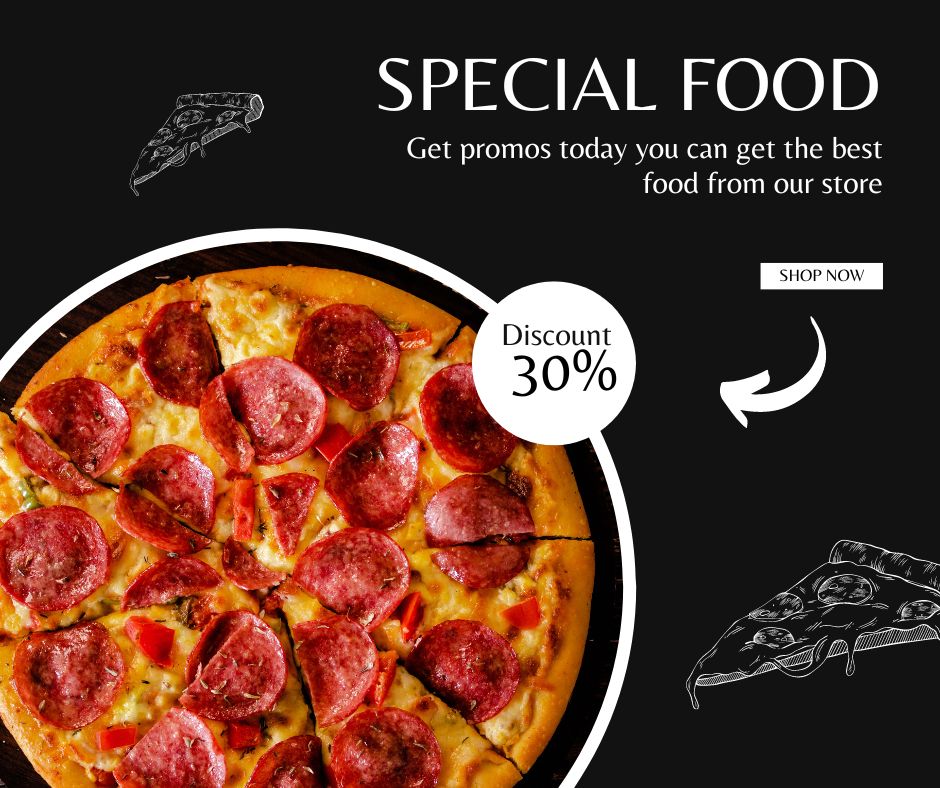 SPECIAL FOOD
Get promos today you can get the best
food from our store
SHOP NOW
Discount
30%